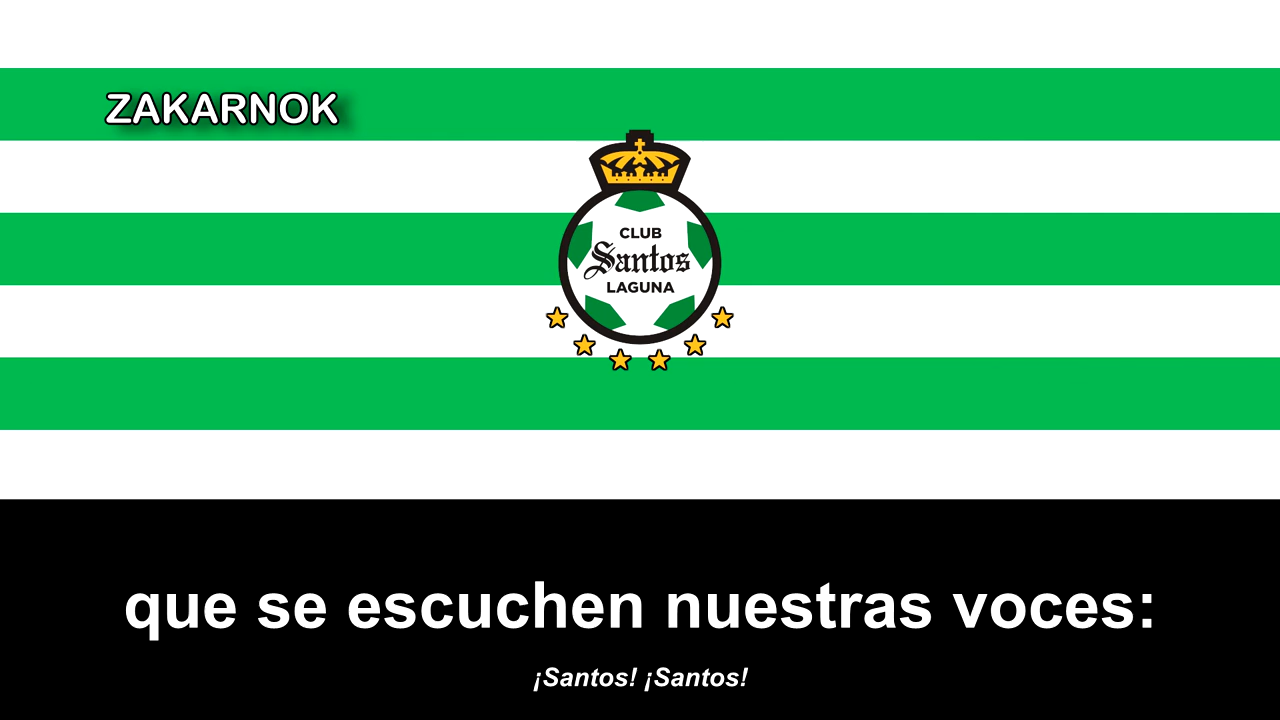 ZAKARNOK
CLUB
Santos
LAGUNA
que se escuchen nuestras voces:
¡Santos! ¡Santos!